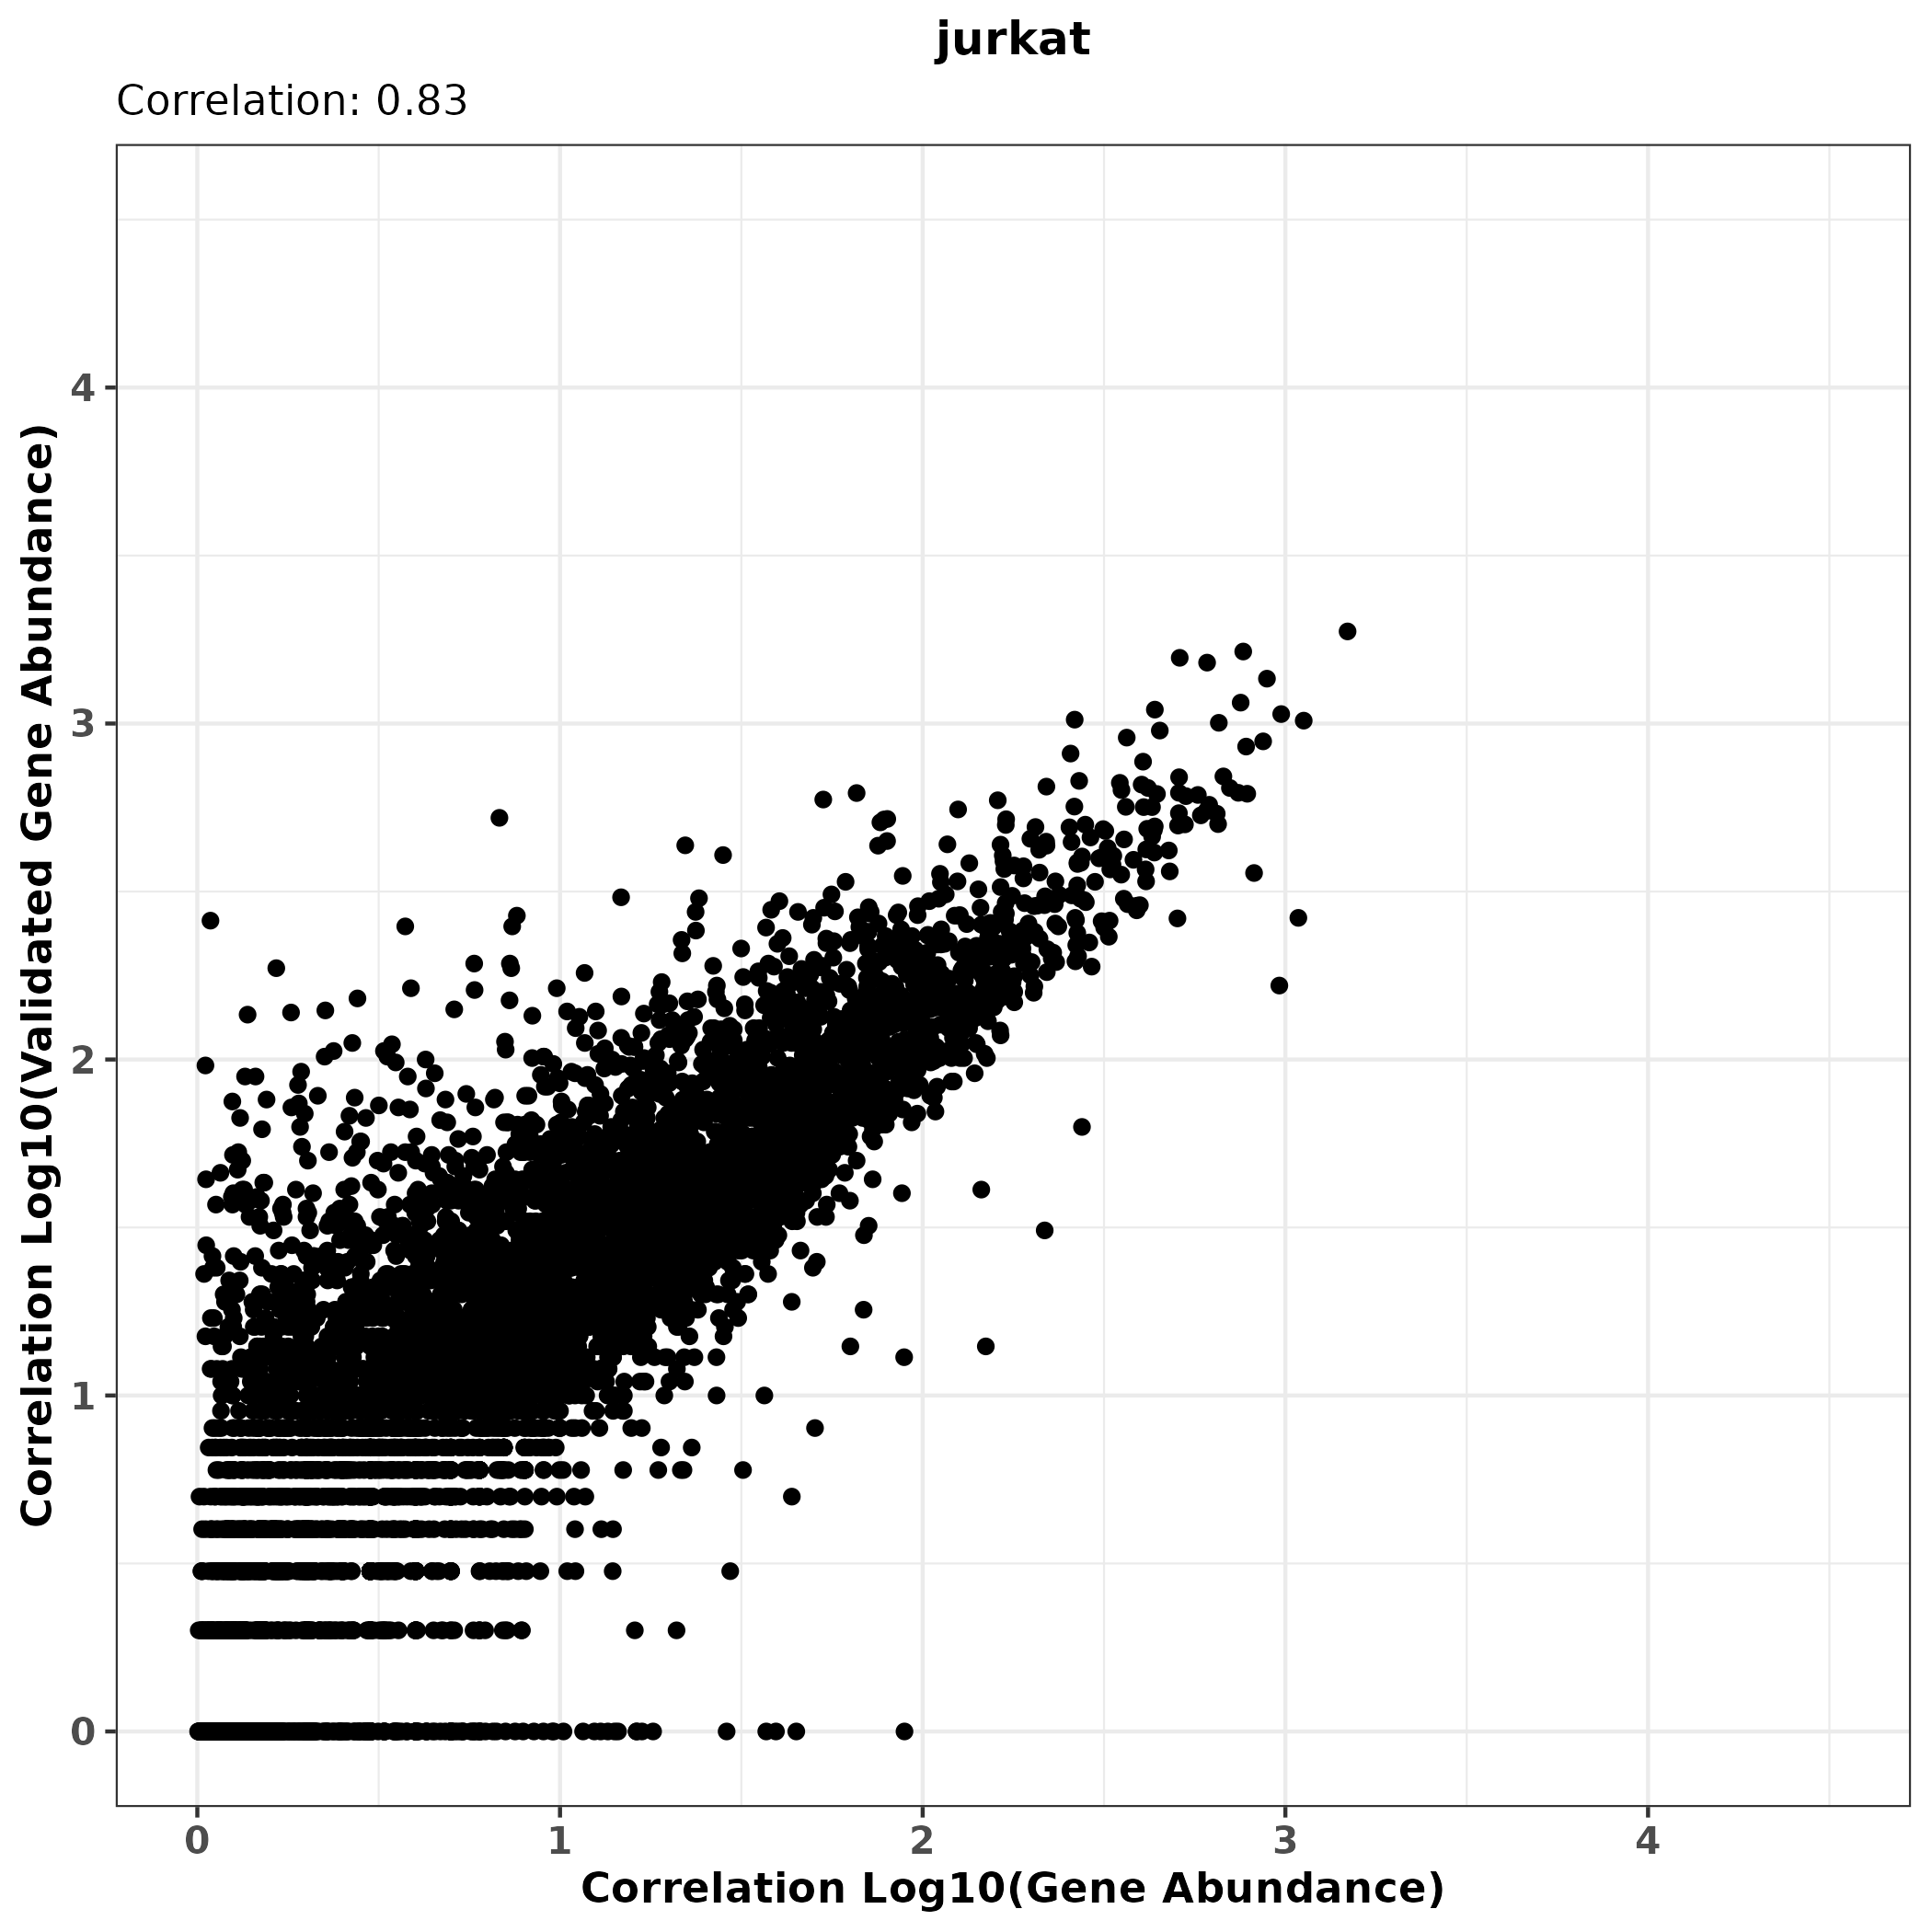 jurkat
Correlation: 0.83
Correlation Log10(Validated Gene Abundance)
4
3
2
1
0
0 1 2 3 4
Correlation Log10(Gene Abundance)